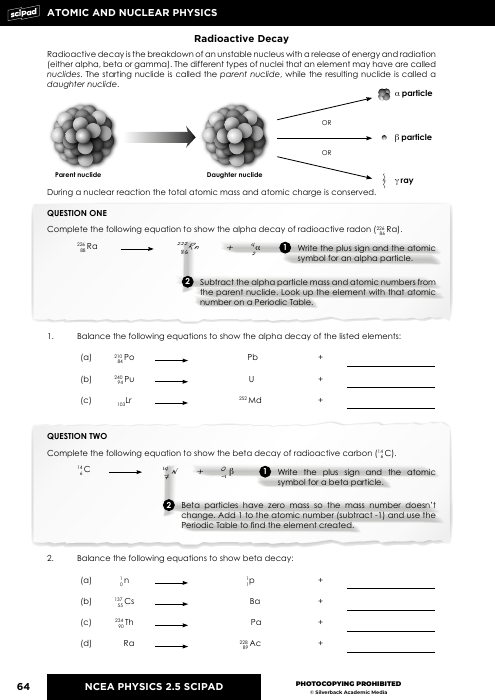 scipad ATOMIC AND NUCLEAR PHYSICS
Radioactive Decay
Radioactive decay is the breakdown of an unstable nucleus with a release of energy and radiation
(either alpha, beta or gamma). The different types of nuclei that an element may have are called
nuclides. The starting nuclide is called the parent nuclide, while the resulting nuclide is called a
daughter nuclide.
α particle
OR
β particle
OR
γ ray
Parent nuclide
Daughter nuclide
During a nuclear reaction the total atomic mass and atomic charge is conserved.
QUESTION ONE
Complete the following equation to show the alpha decay of radioactive radon (²²⁶₈₈Ra).
²²⁶₈₈Ra ²²²₈₆Rn + ⁴₂α 1 Write the plus sign and the atomic
symbol for an alpha particle.
2 Subtract the alpha particle mass and atomic numbers from
the parent nuclide. Look up the element with that atomic
number on a Periodic Table.
1. Balance the following equations to show the alpha decay of the listed elements:
(a) ²¹⁰₈₄Po Pb +
(b) ²⁴⁰₉₄Pu U +
(c) ₁₀₃Lr ²⁵²Md +
QUESTION TWO
Complete the following equation to show the beta decay of radioactive carbon (¹⁴₆C).
¹⁴₆C ¹⁴₇N + ⁰₋₁β 1 Write the plus sign and the atomic
symbol for a beta particle.
2 Beta particles have zero mass so the mass number doesn't
change. Add 1 to the atomic number (subtract -1) and use the
Periodic Table to find the element created.
2. Balance the following equations to show beta decay:
(a) ¹₀n ¹₁p +
(b) ¹³⁷₅₅Cs Ba +
(c) ²³⁴₉₀Th Pa +
(d) Ra ²²⁸₈₉Ac +
64 NCEA PHYSICS 2.5 SCIPAD
PHOTOCOPYING PROHIBITED
© Silverback Academic Media